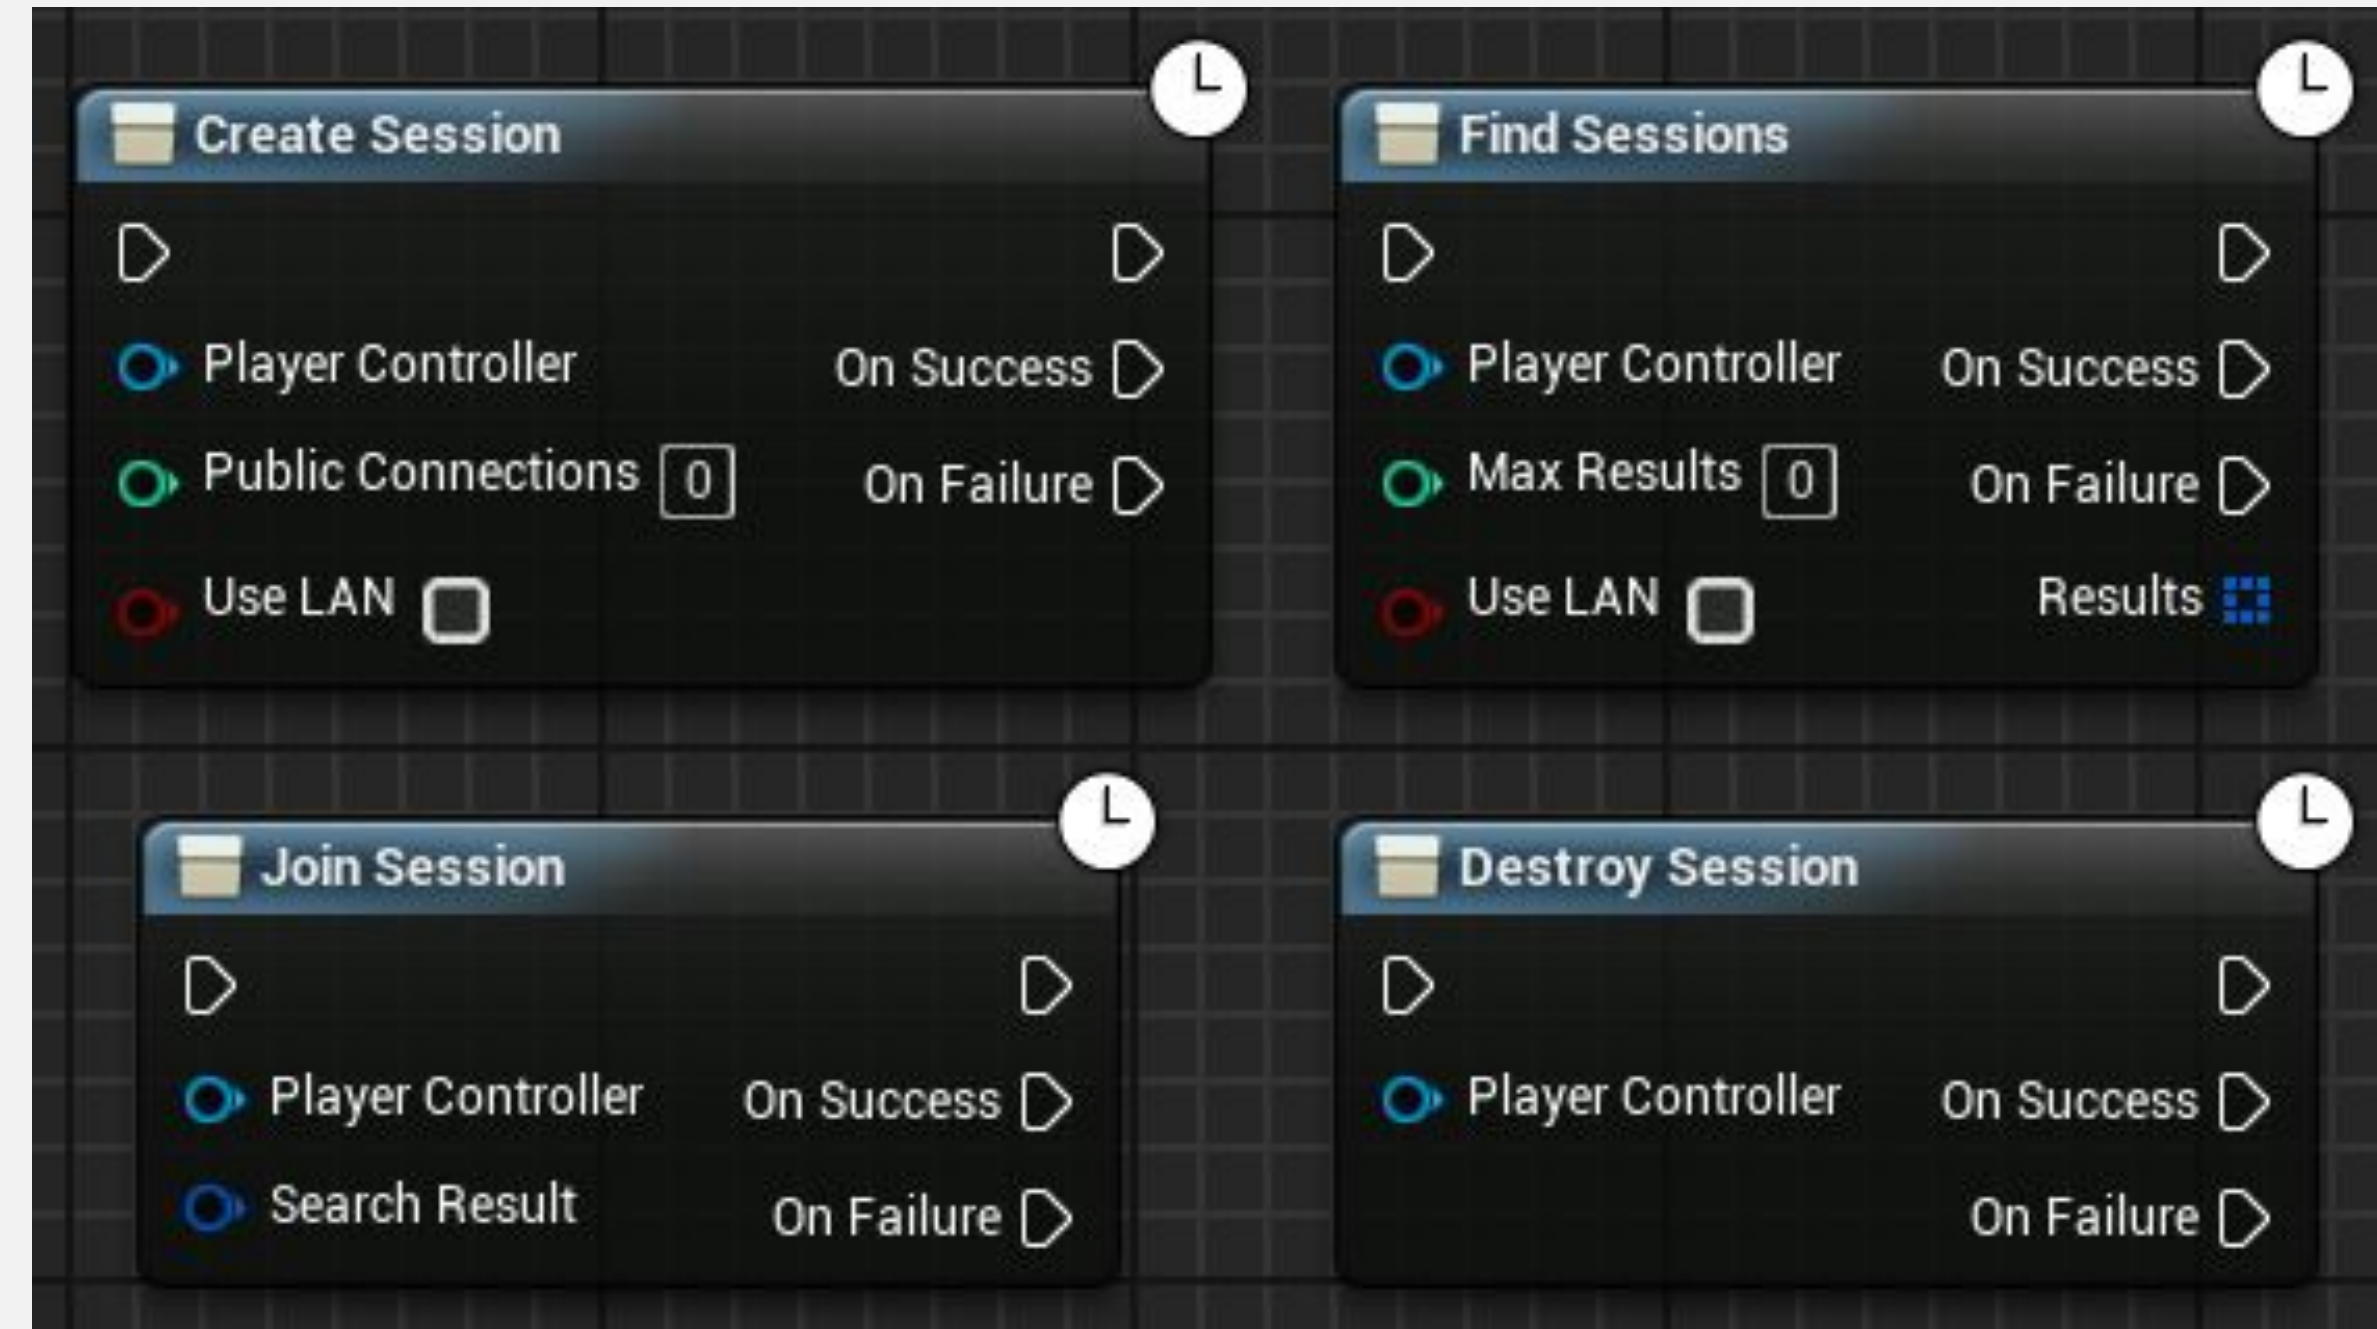 Create Session
Player Controller On Success
Public Connections 0 On Failure
Use LAN
Find Sessions
Player Controller On Success
Max Results 0 On Failure
Use LAN Results
Join Session
Player Controller On Success
Search Result On Failure
Destroy Session
Player Controller On Success
On Failure